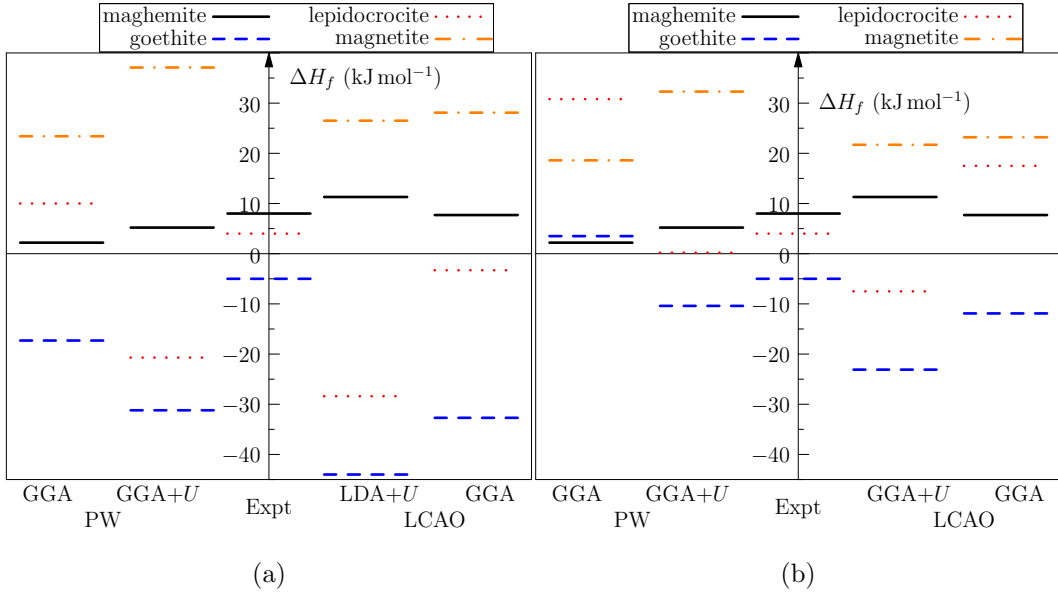 maghemite lepidocrocite
goethite magnetite
ΔH_f (kJ mol⁻¹)
30
20
10
0
−10
−20
−30
−40
GGA GGA+U Expt LDA+U GGA
PW LCAO
(a)
maghemite lepidocrocite
goethite magnetite
ΔH_f (kJ mol⁻¹)
30
20
10
0
−10
−20
−30
−40
GGA GGA+U Expt GGA+U GGA
PW LCAO
(b)